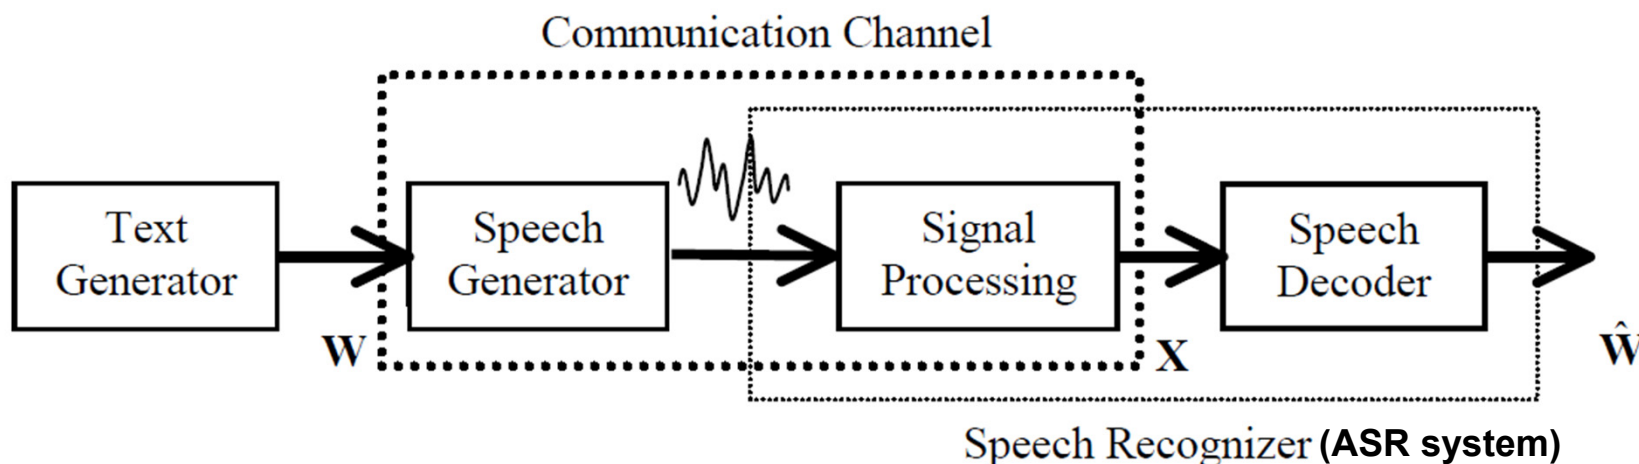 Communication Channel
Text
Generator
Speech
Generator
Signal
Processing
Speech
Decoder
W
X
Ŵ
Speech Recognizer (ASR system)